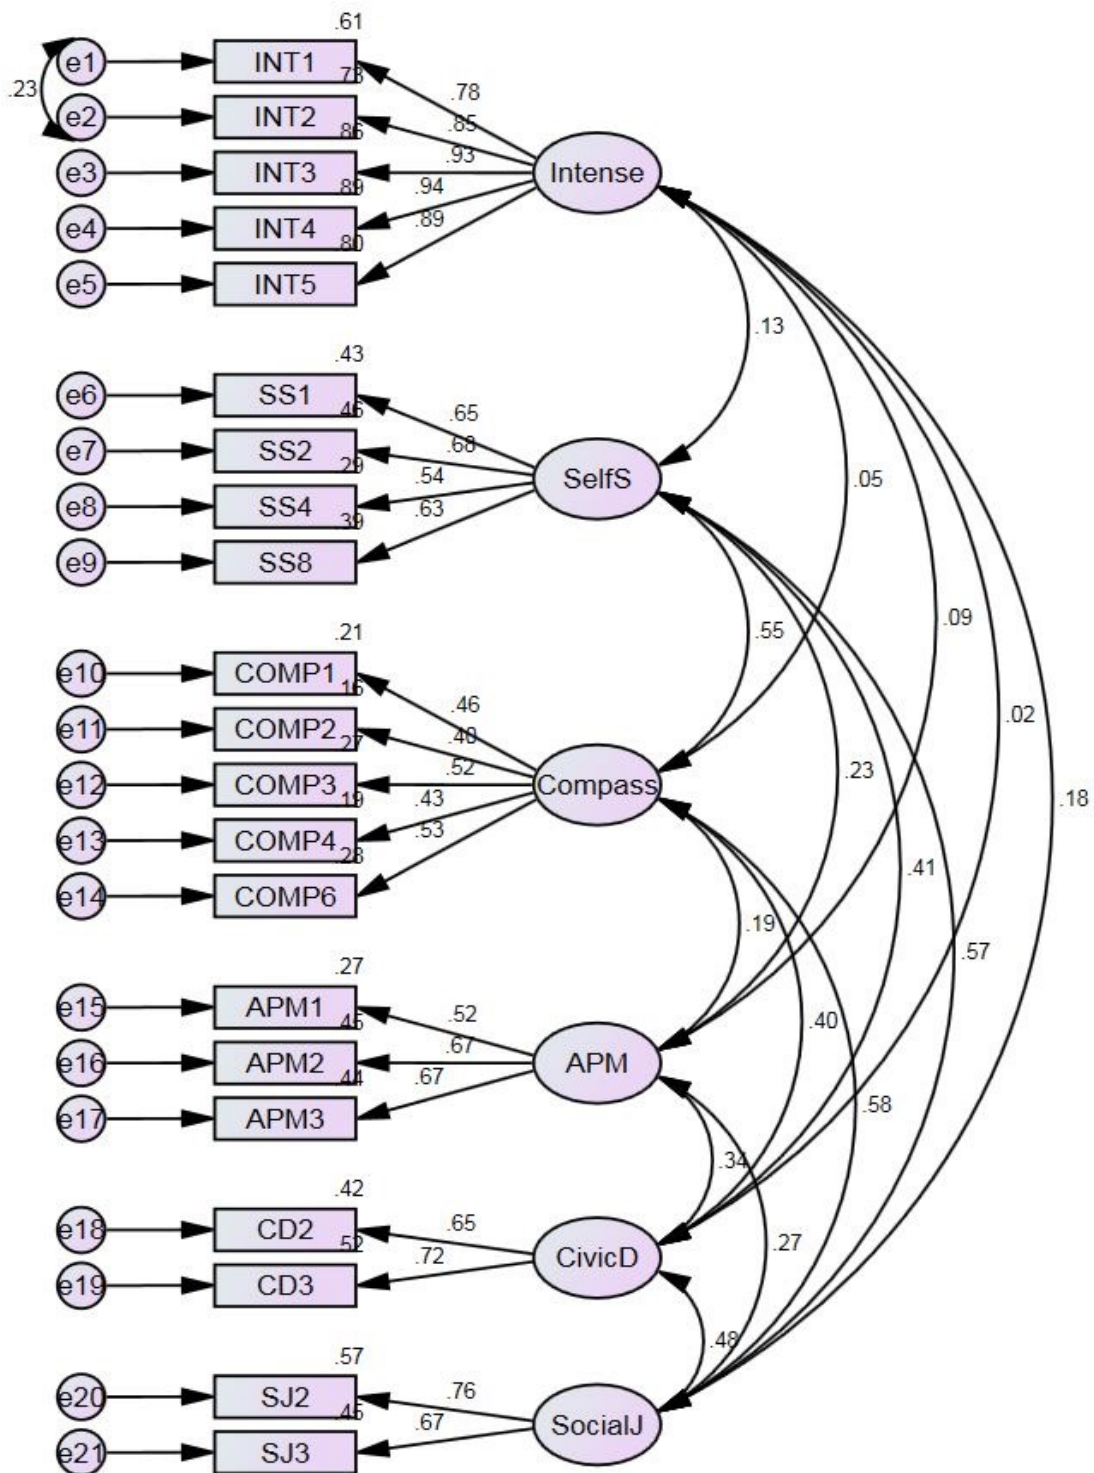 .61
e1 INT1
.73
.78
.23
e2 INT2
.85
.86
e3 INT3
.93
Intense
.89
.94
e4 INT4
.89
.80
e5 INT5
.13
.43
e6 SS1
.46
.65
e7 SS2
.68
.29
SelfS
.05
.54
e8 SS4
.63
.39
e9 SS8
.09
.55
.21
e10 COMP1
.16
.46
.02
e11 COMP2
.40
.27
.23
e12 COMP3
.52
Compass
.19
.43
.18
e13 COMP4
.53
.28
.41
e14 COMP6
.19
.57
.27
e15 APM1
.45
.52
.40
e16 APM2
.67
APM
.44
.67
.58
e17 APM3
.34
.42
e18 CD2
.52
.65
.27
CivicD
.72
e19 CD3
.48
.57
e20 SJ2
.45
.76
.67
SocialJ
e21 SJ3